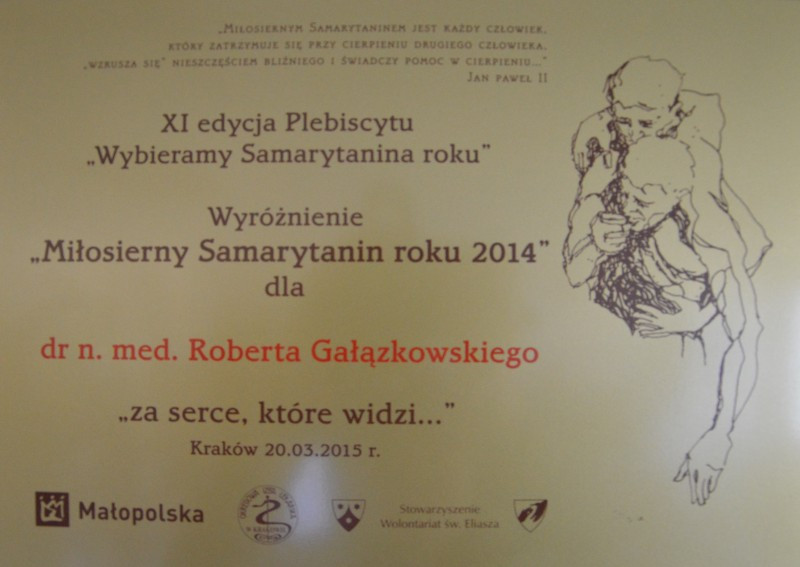 „Miłosiernym Samarytaninem jest każdy człowiek,
który zatrzymuje się przy cierpieniu drugiego człowieka,
„wzrusza się” nieszczęściem bliźniego i świadczy pomoc w cierpieniu...”
Jan Paweł II
XI edycja Plebiscytu
„Wybieramy Samarytanina roku”
Wyróżnienie
„Miłosierny Samarytanin roku 2014”
dla
dr n. med. Roberta Gałązkowskiego
„za serce, które widzi...”
Kraków 20.03.2015 r.
Małopolska
Stowarzyszenie
Wolontariat św. Eliasza